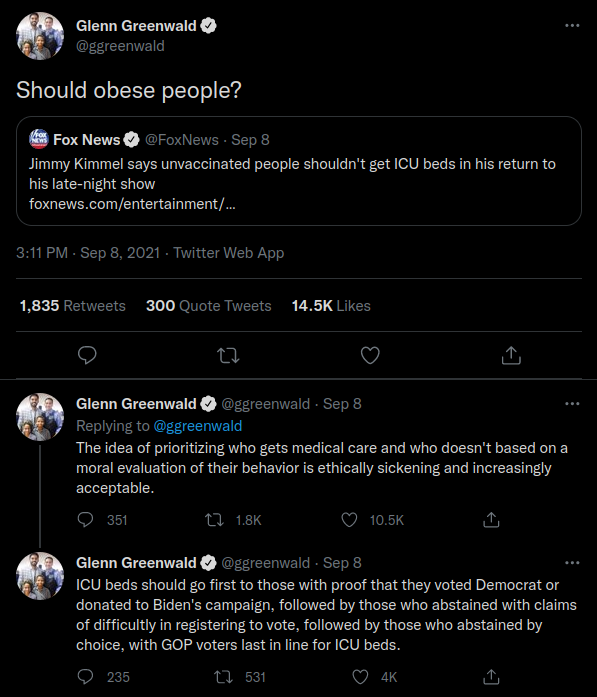 Glenn Greenwald
@ggreenwald
Should obese people?
Fox News @FoxNews · Sep 8
Jimmy Kimmel says unvaccinated people shouldn't get ICU beds in his return to
his late-night show
foxnews.com/entertainment/...
3:11 PM · Sep 8, 2021 · Twitter Web App
1,835 Retweets 300 Quote Tweets 14.5K Likes
Glenn Greenwald @ggreenwald · Sep 8
Replying to @ggreenwald
The idea of prioritizing who gets medical care and who doesn't based on a
moral evaluation of their behavior is ethically sickening and increasingly
acceptable.
351 1.8K 10.5K
Glenn Greenwald @ggreenwald · Sep 8
ICU beds should go first to those with proof that they voted Democrat or
donated to Biden's campaign, followed by those who abstained with claims
of difficultly in registering to vote, followed by those who abstained by
choice, with GOP voters last in line for ICU beds.
235 531 4K